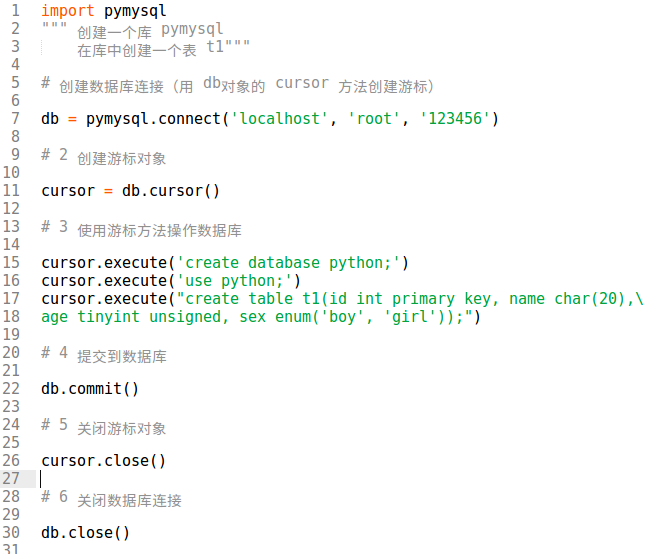 1 import pymysql
2 """ 创建一个库 pymysql
3     在库中创建一个表 t1"""
4
5 # 创建数据库连接（用 db对象的 cursor 方法创建游标）
6
7 db = pymysql.connect('localhost', 'root', '123456')
8
9 # 2 创建游标对象
10
11 cursor = db.cursor()
12
13 # 3 使用游标方法操作数据库
14
15 cursor.execute('create database python;')
16 cursor.execute('use python;')
17 cursor.execute("create table t1(id int primary key, name char(20),\
18 age tinyint unsigned, sex enum('boy', 'girl'));")
19
20 # 4 提交到数据库
21
22 db.commit()
23
24 # 5 关闭游标对象
25
26 cursor.close()
27
28 # 6 关闭数据库连接
29
30 db.close()
31